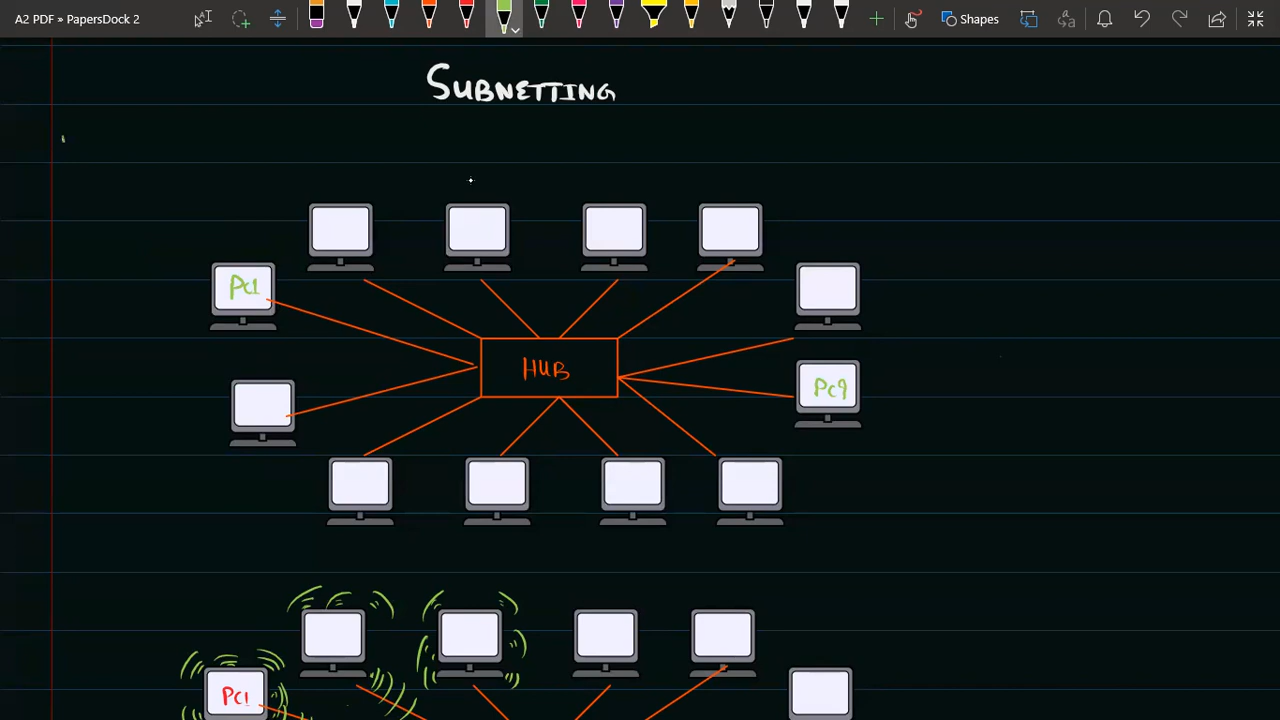 A2 PDF » PapersDock 2
Shapes
SUBNETTING
PC1
HUB
PC9
PC1